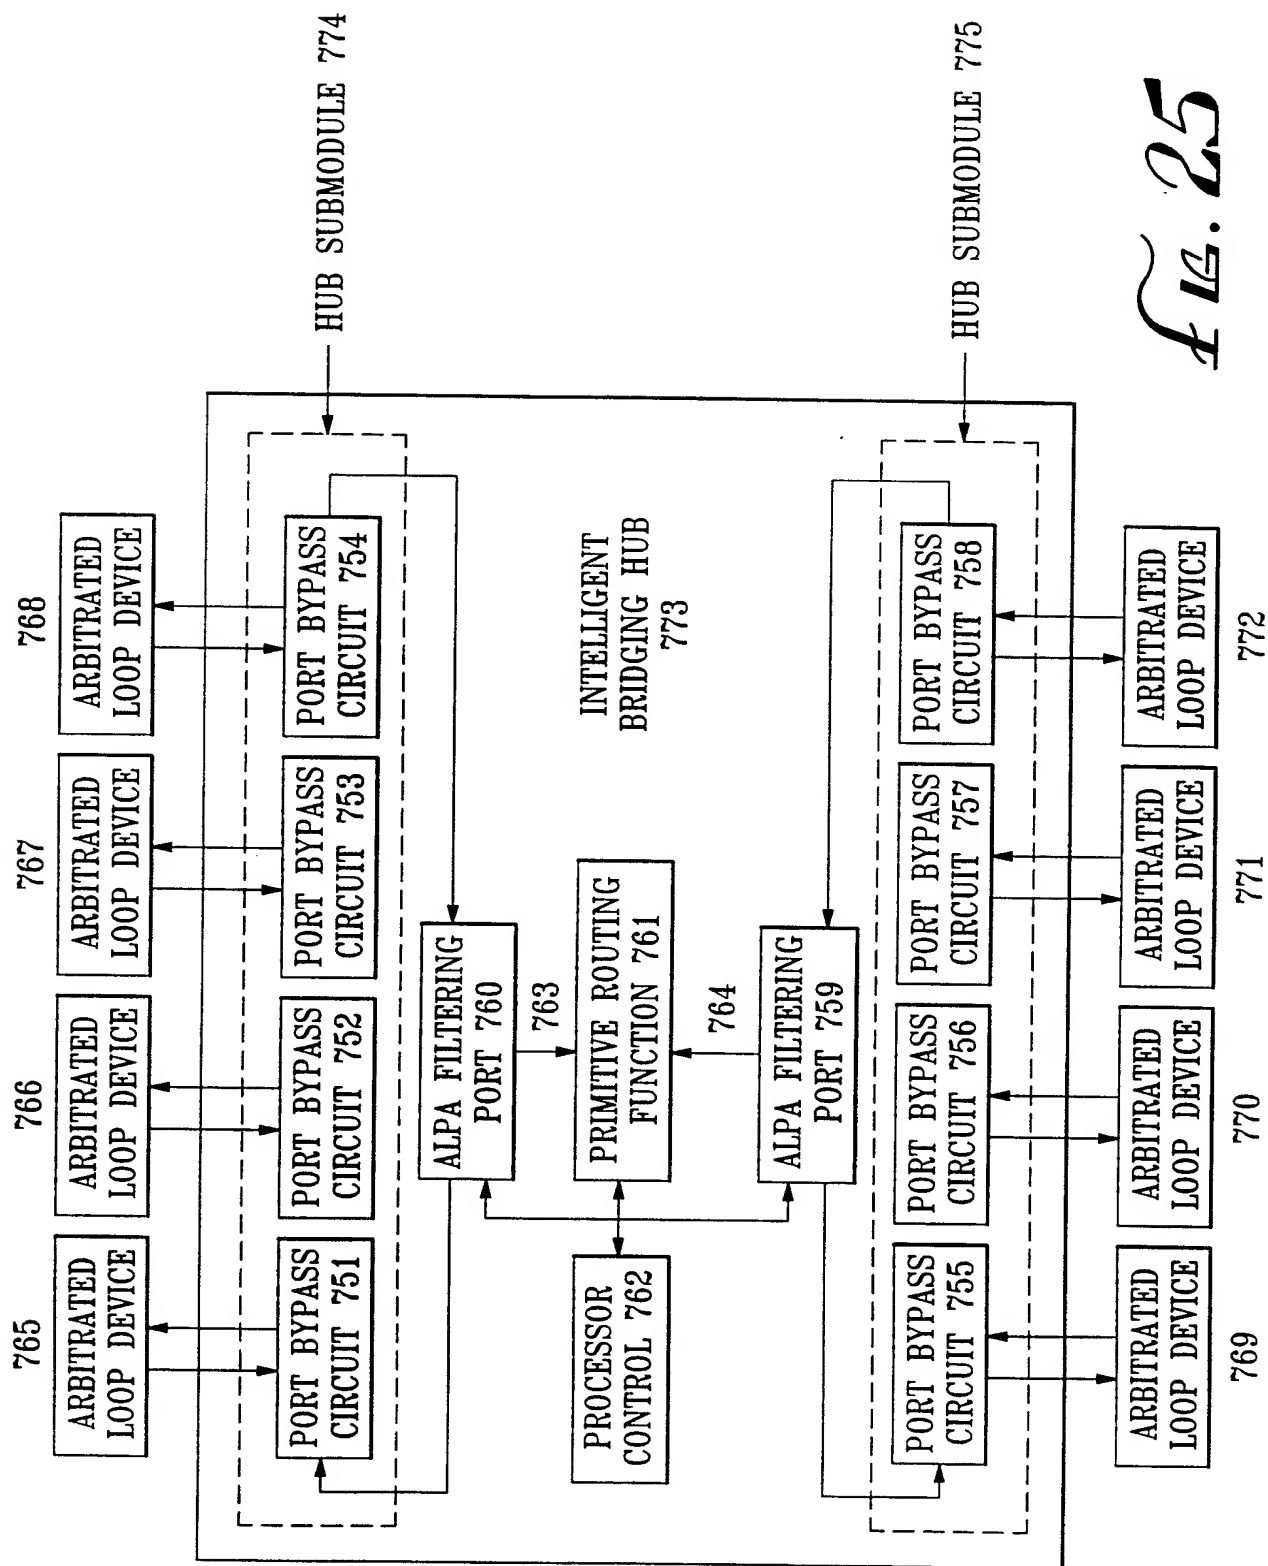 765
766
767
768
ARBITRATED
LOOP DEVICE
ARBITRATED
LOOP DEVICE
ARBITRATED
LOOP DEVICE
ARBITRATED
LOOP DEVICE
HUB SUBMODULE 774
PORT BYPASS
CIRCUIT 751
PORT BYPASS
CIRCUIT 752
PORT BYPASS
CIRCUIT 753
PORT BYPASS
CIRCUIT 754
ALPA FILTERING
PORT 760
763
PROCESSOR
CONTROL 762
PRIMITIVE ROUTING
FUNCTION 761
INTELLIGENT
BRIDGING HUB
773
764
ALPA FILTERING
PORT 759
PORT BYPASS
CIRCUIT 755
PORT BYPASS
CIRCUIT 756
PORT BYPASS
CIRCUIT 757
PORT BYPASS
CIRCUIT 758
HUB SUBMODULE 775
ARBITRATED
LOOP DEVICE
ARBITRATED
LOOP DEVICE
ARBITRATED
LOOP DEVICE
ARBITRATED
LOOP DEVICE
769
770
771
772
FIG. 25